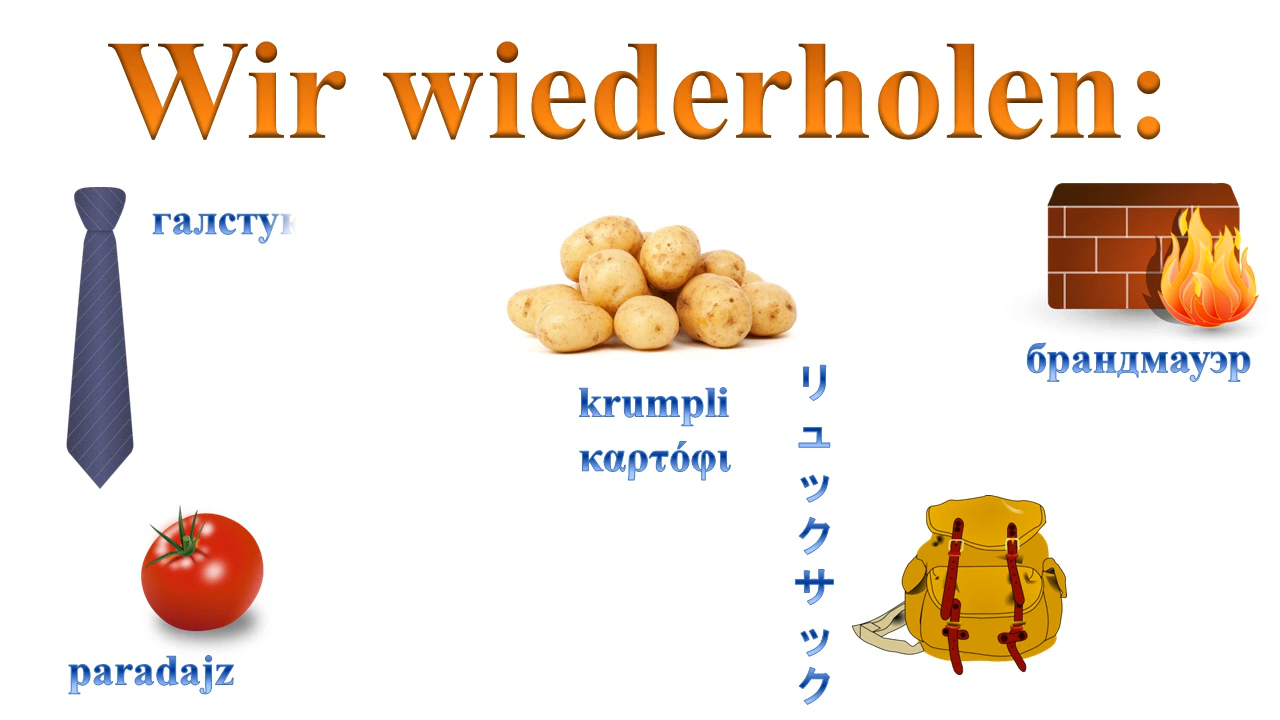 Wir wiederholen:
галстук
брандмауэр
krumpli
καρτόφι
リュックサック
paradajz